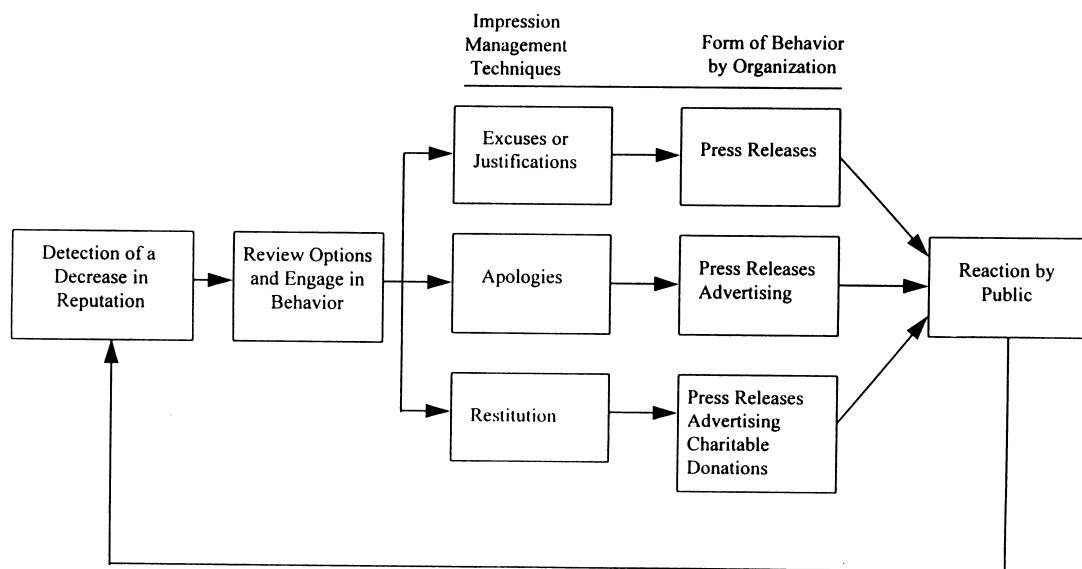 Impression
Management
Techniques
Form of Behavior
by Organization
Excuses or
Justifications
Press Releases
Detection of a
Decrease in
Reputation
Review Options
and Engage in
Behavior
Apologies
Press Releases
Advertising
Reaction by
Public
Restitution
Press Releases
Advertising
Charitable
Donations